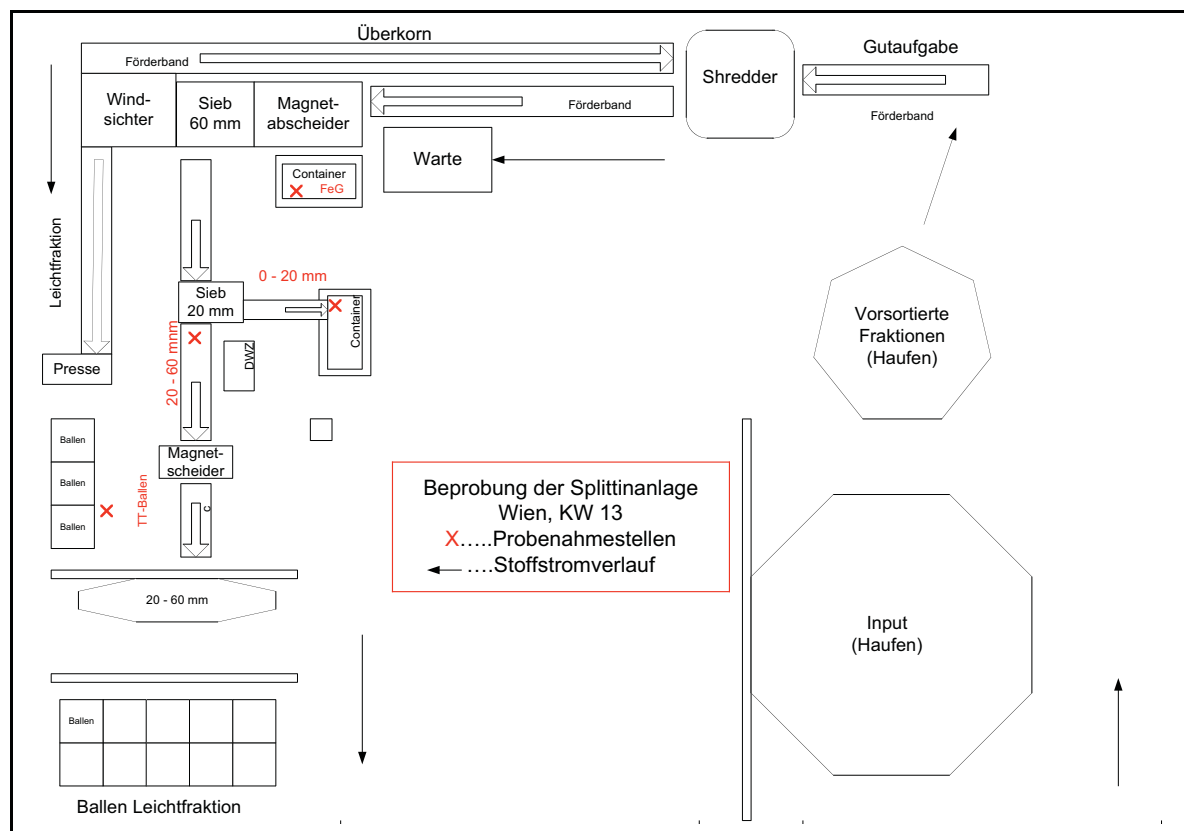 Überkorn
Förderband
Shredder
Gutaufgabe
Wind-
sichter
Sieb
60 mm
Magnet-
abscheider
Förderband
Förderband
Warte
Container
FeG
Leichtfraktion
0 - 20 mm
Sieb
20 mm
Container
20 - 60 mnm
DWZ
Presse
Vorsortierte
Fraktionen
(Haufen)
Ballen
Ballen
Ballen
TT-Ballen
Magnet-
scheider
c
Beprobung der Splittinanlage
Wien, KW 13
X.....Probenahmestellen
....Stoffstromverlauf
20 - 60 mm
Input
(Haufen)
Ballen
Ballen Leichtfraktion